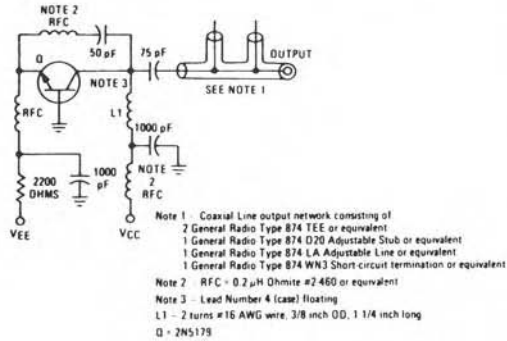 NOTE 2
RFC
50 pF
75 pF
OUTPUT
Q
NOTE 3
SEE NOTE 1
RFC
L1
1000 pF
2200
OHMS
1000
pF
NOTE
2
RFC
VEE
VCC
Note 1 - Coaxial Line output network consisting of
2 General Radio Type 874 TEE or equivalent
1 General Radio Type 874 D20 Adjustable Stub or equivalent
1 General Radio Type 874 LA Adjustable Line or equivalent
1 General Radio Type 874 WN3 Short-circuit termination or equivalent
Note 2 RFC = 0.2 µH Ohmite #2-460 or equivalent
Note 3 - Lead Number 4 (case) floating
L1 - 2 turns #16 AWG wire, 3/8 inch OD, 1 1/4 inch long
Q = 2N5179